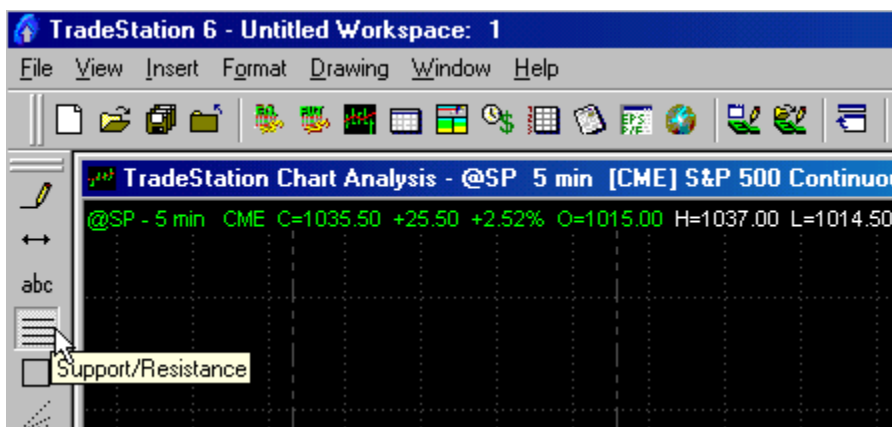 TradeStation 6 - Untitled Workspace: 1
File View Insert Format Drawing Window Help
TradeStation Chart Analysis - @SP 5 min [CME] S&P 500 Continuo
@SP - 5 min CME C=1035.50 +25.50 +2.52% O=1015.00 H=1037.00 L=1014.50
abc
Support/Resistance